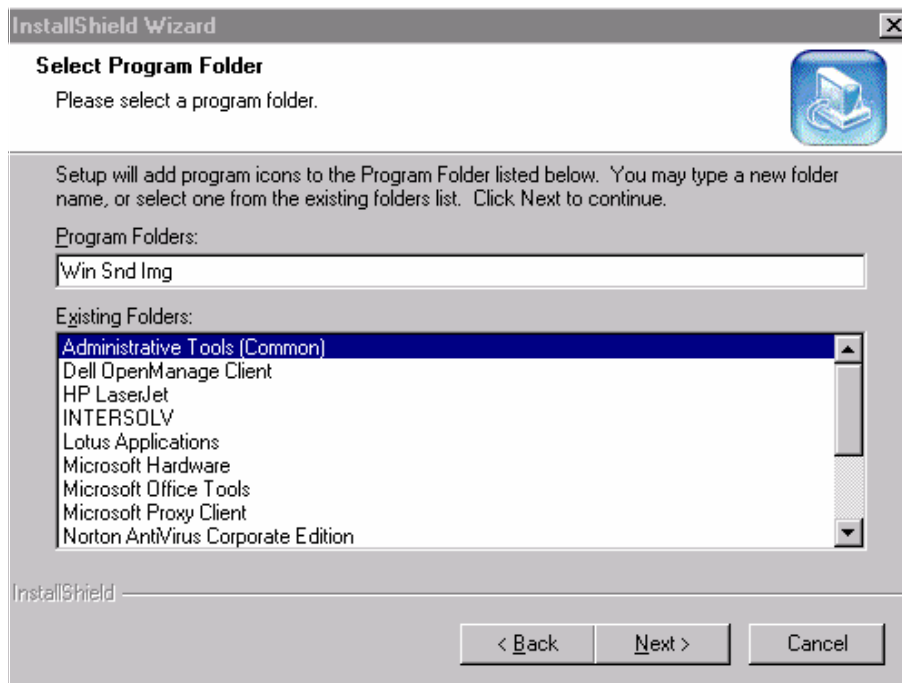 InstallShield Wizard
Select Program Folder
Please select a program folder.
Setup will add program icons to the Program Folder listed below. You may type a new folder
name, or select one from the existing folders list. Click Next to continue.
Program Folders:
Win Snd Img
Existing Folders:
Administrative Tools (Common)
Dell OpenManage Client
HP LaserJet
INTERSOLV
Lotus Applications
Microsoft Hardware
Microsoft Office Tools
Microsoft Proxy Client
Norton AntiVirus Corporate Edition
InstallShield
< Back
Next >
Cancel